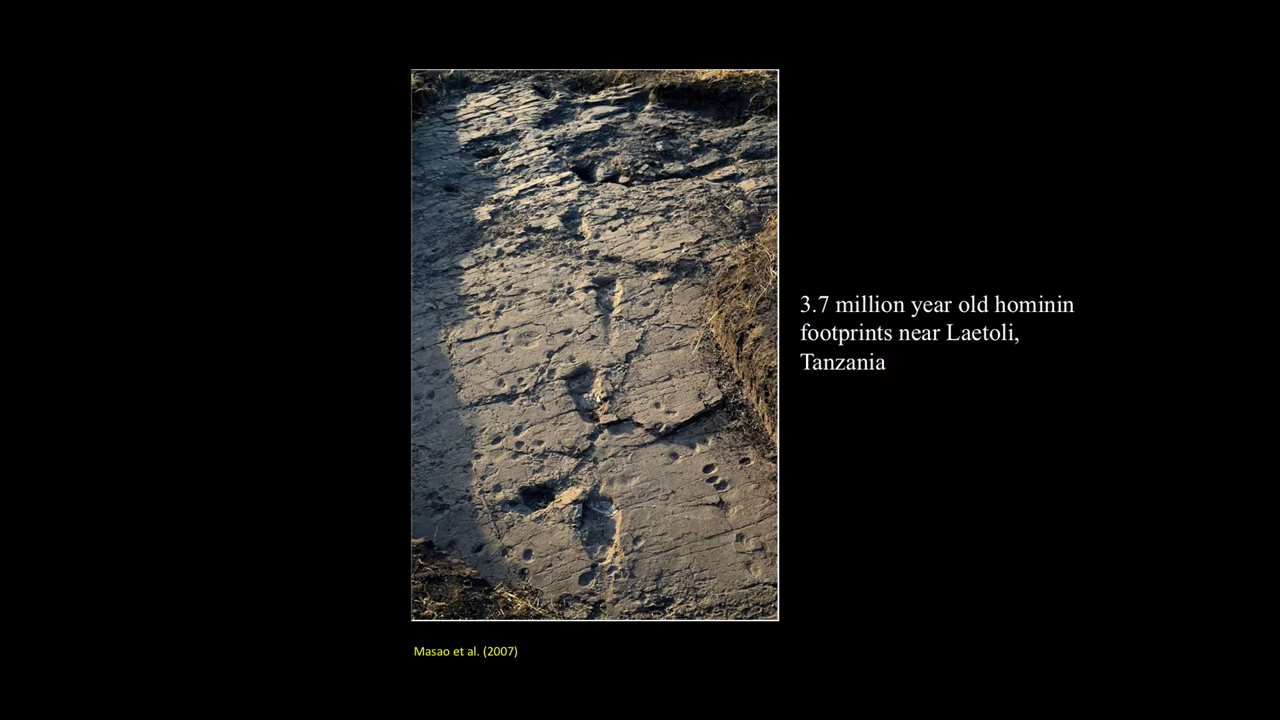 3.7 million year old hominin
footprints near Laetoli,
Tanzania
Masao et al. (2007)